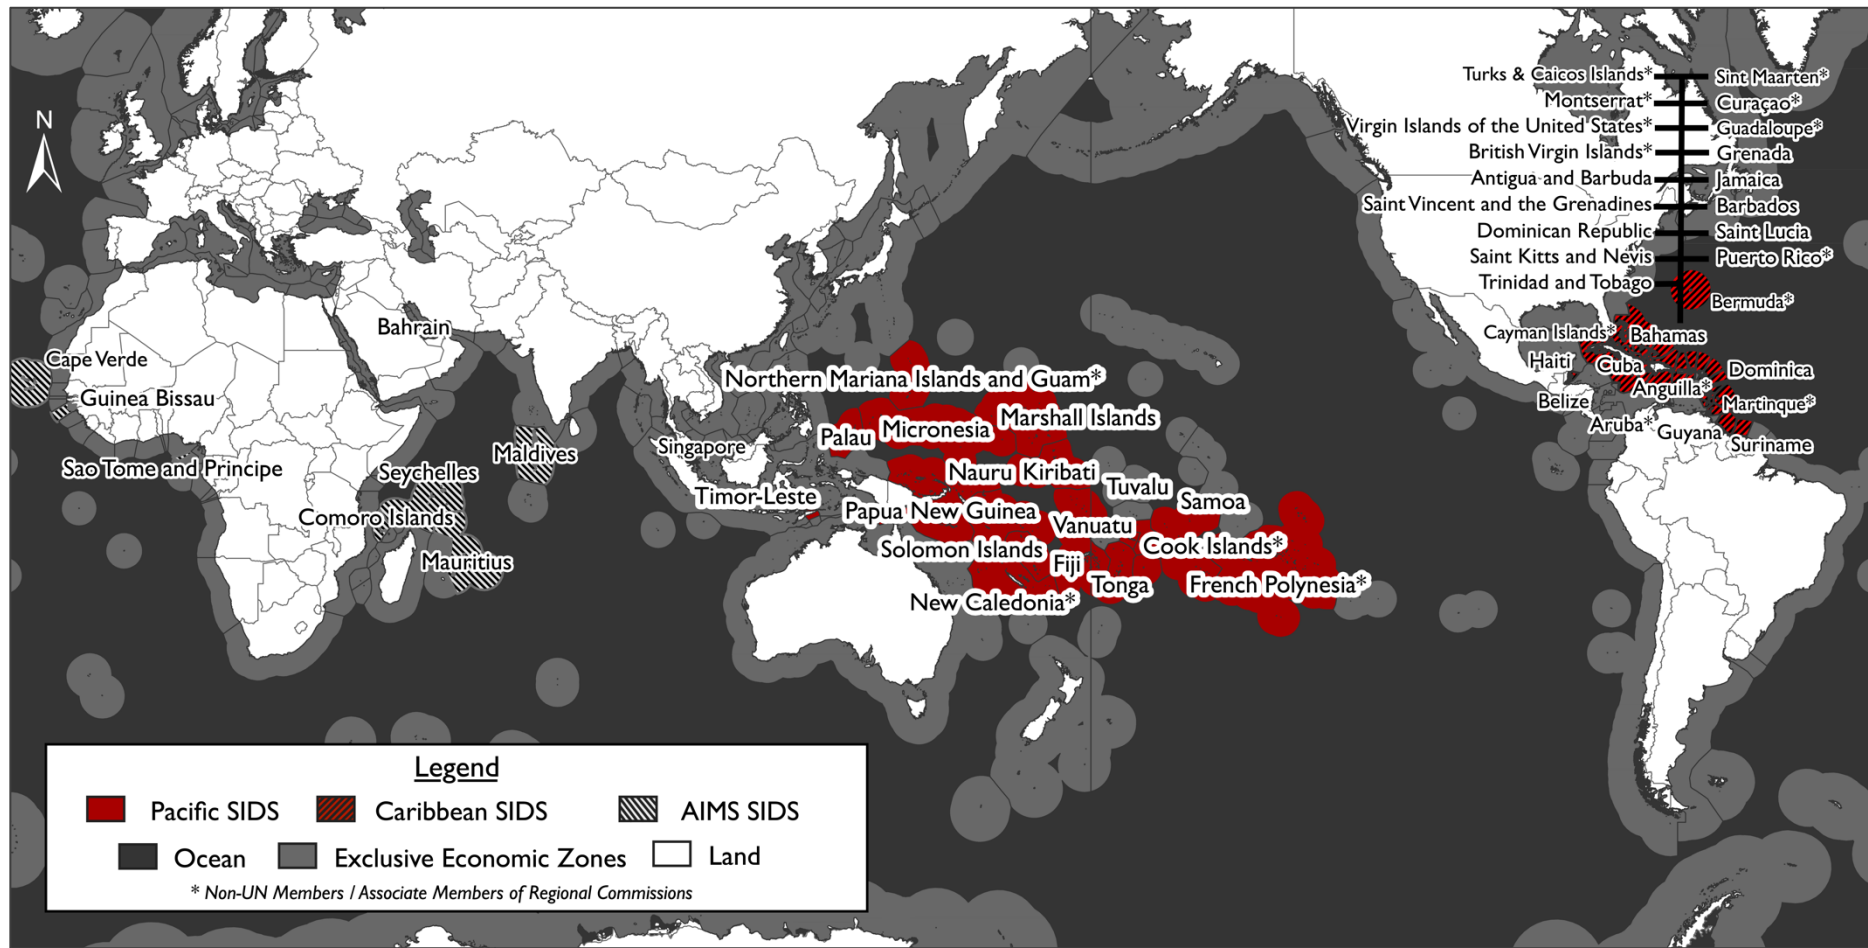 N
Turks & Caicos Islands*
Sint Maarten*
Montserrat*
Curaçao*
Virgin Islands of the United States*
Guadaloupe*
British Virgin Islands*
Grenada
Antigua and Barbuda
Jamaica
Saint Vincent and the Grenadines
Barbados
Dominican Republic
Saint Lucia
Saint Kitts and Nevis
Puerto Rico*
Trinidad and Tobago
Bermuda*
Cayman Islands*
Bahamas
Haiti
Cuba
Dominica
Anguilla*
Belize
Martinque*
Aruba*
Guyana
Suriname
Bahrain
Cape Verde
Guinea Bissau
Sao Tome and Principe
Seychelles
Maldives
Comoro Islands
Mauritius
Singapore
Timor-Leste
Northern Mariana Islands and Guam*
Marshall Islands
Palau
Micronesia
Nauru
Kiribati
Tuvalu
Samoa
Papua New Guinea
Vanuatu
Solomon Islands
Cook Islands*
Fiji
Tonga
French Polynesia*
New Caledonia*
Legend
Pacific SIDS
Caribbean SIDS
AIMS SIDS
Ocean
Exclusive Economic Zones
Land
* Non-UN Members / Associate Members of Regional Commissions